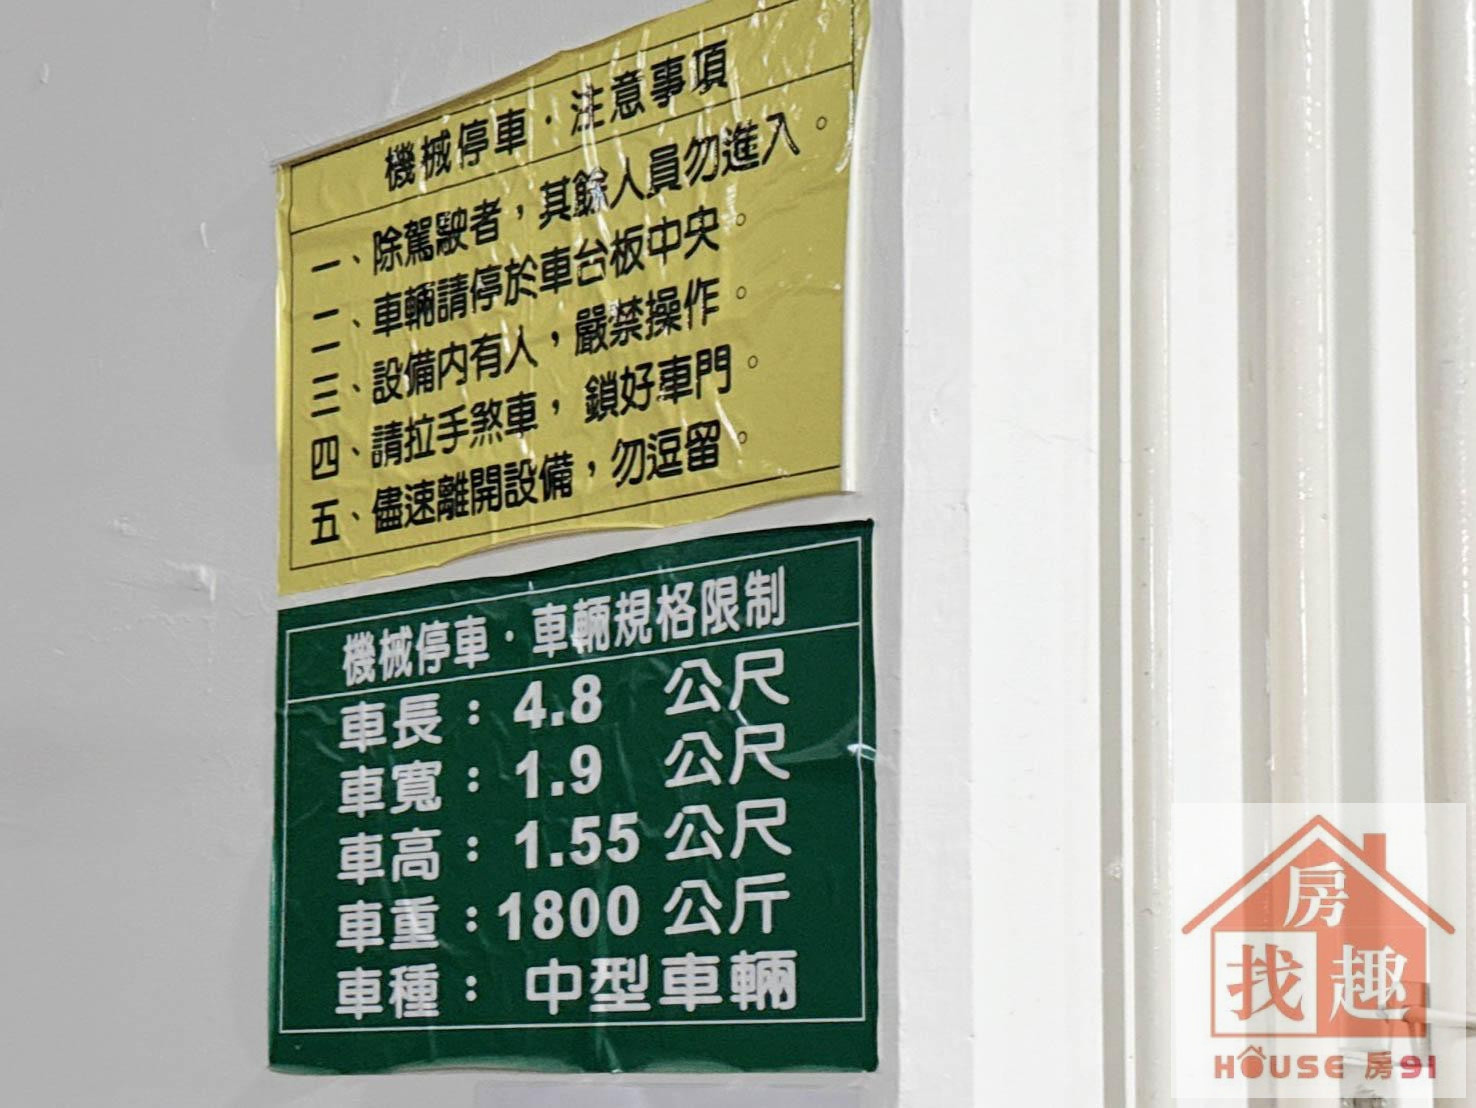 機械停車・注意事項
一、除駕駛者，其餘人員勿進入。
二、車輛請停於車台板中央。
三、設備內有人，嚴禁操作。
四、請拉手煞車，鎖好車門。
五、儘速離開設備，勿逗留。
機械停車・車輛規格限制
車長：4.8 公尺
車寬：1.9 公尺
車高：1.55 公尺
車重：1800 公斤
車種：中型車輛
房
找趣
HOUSE 房91